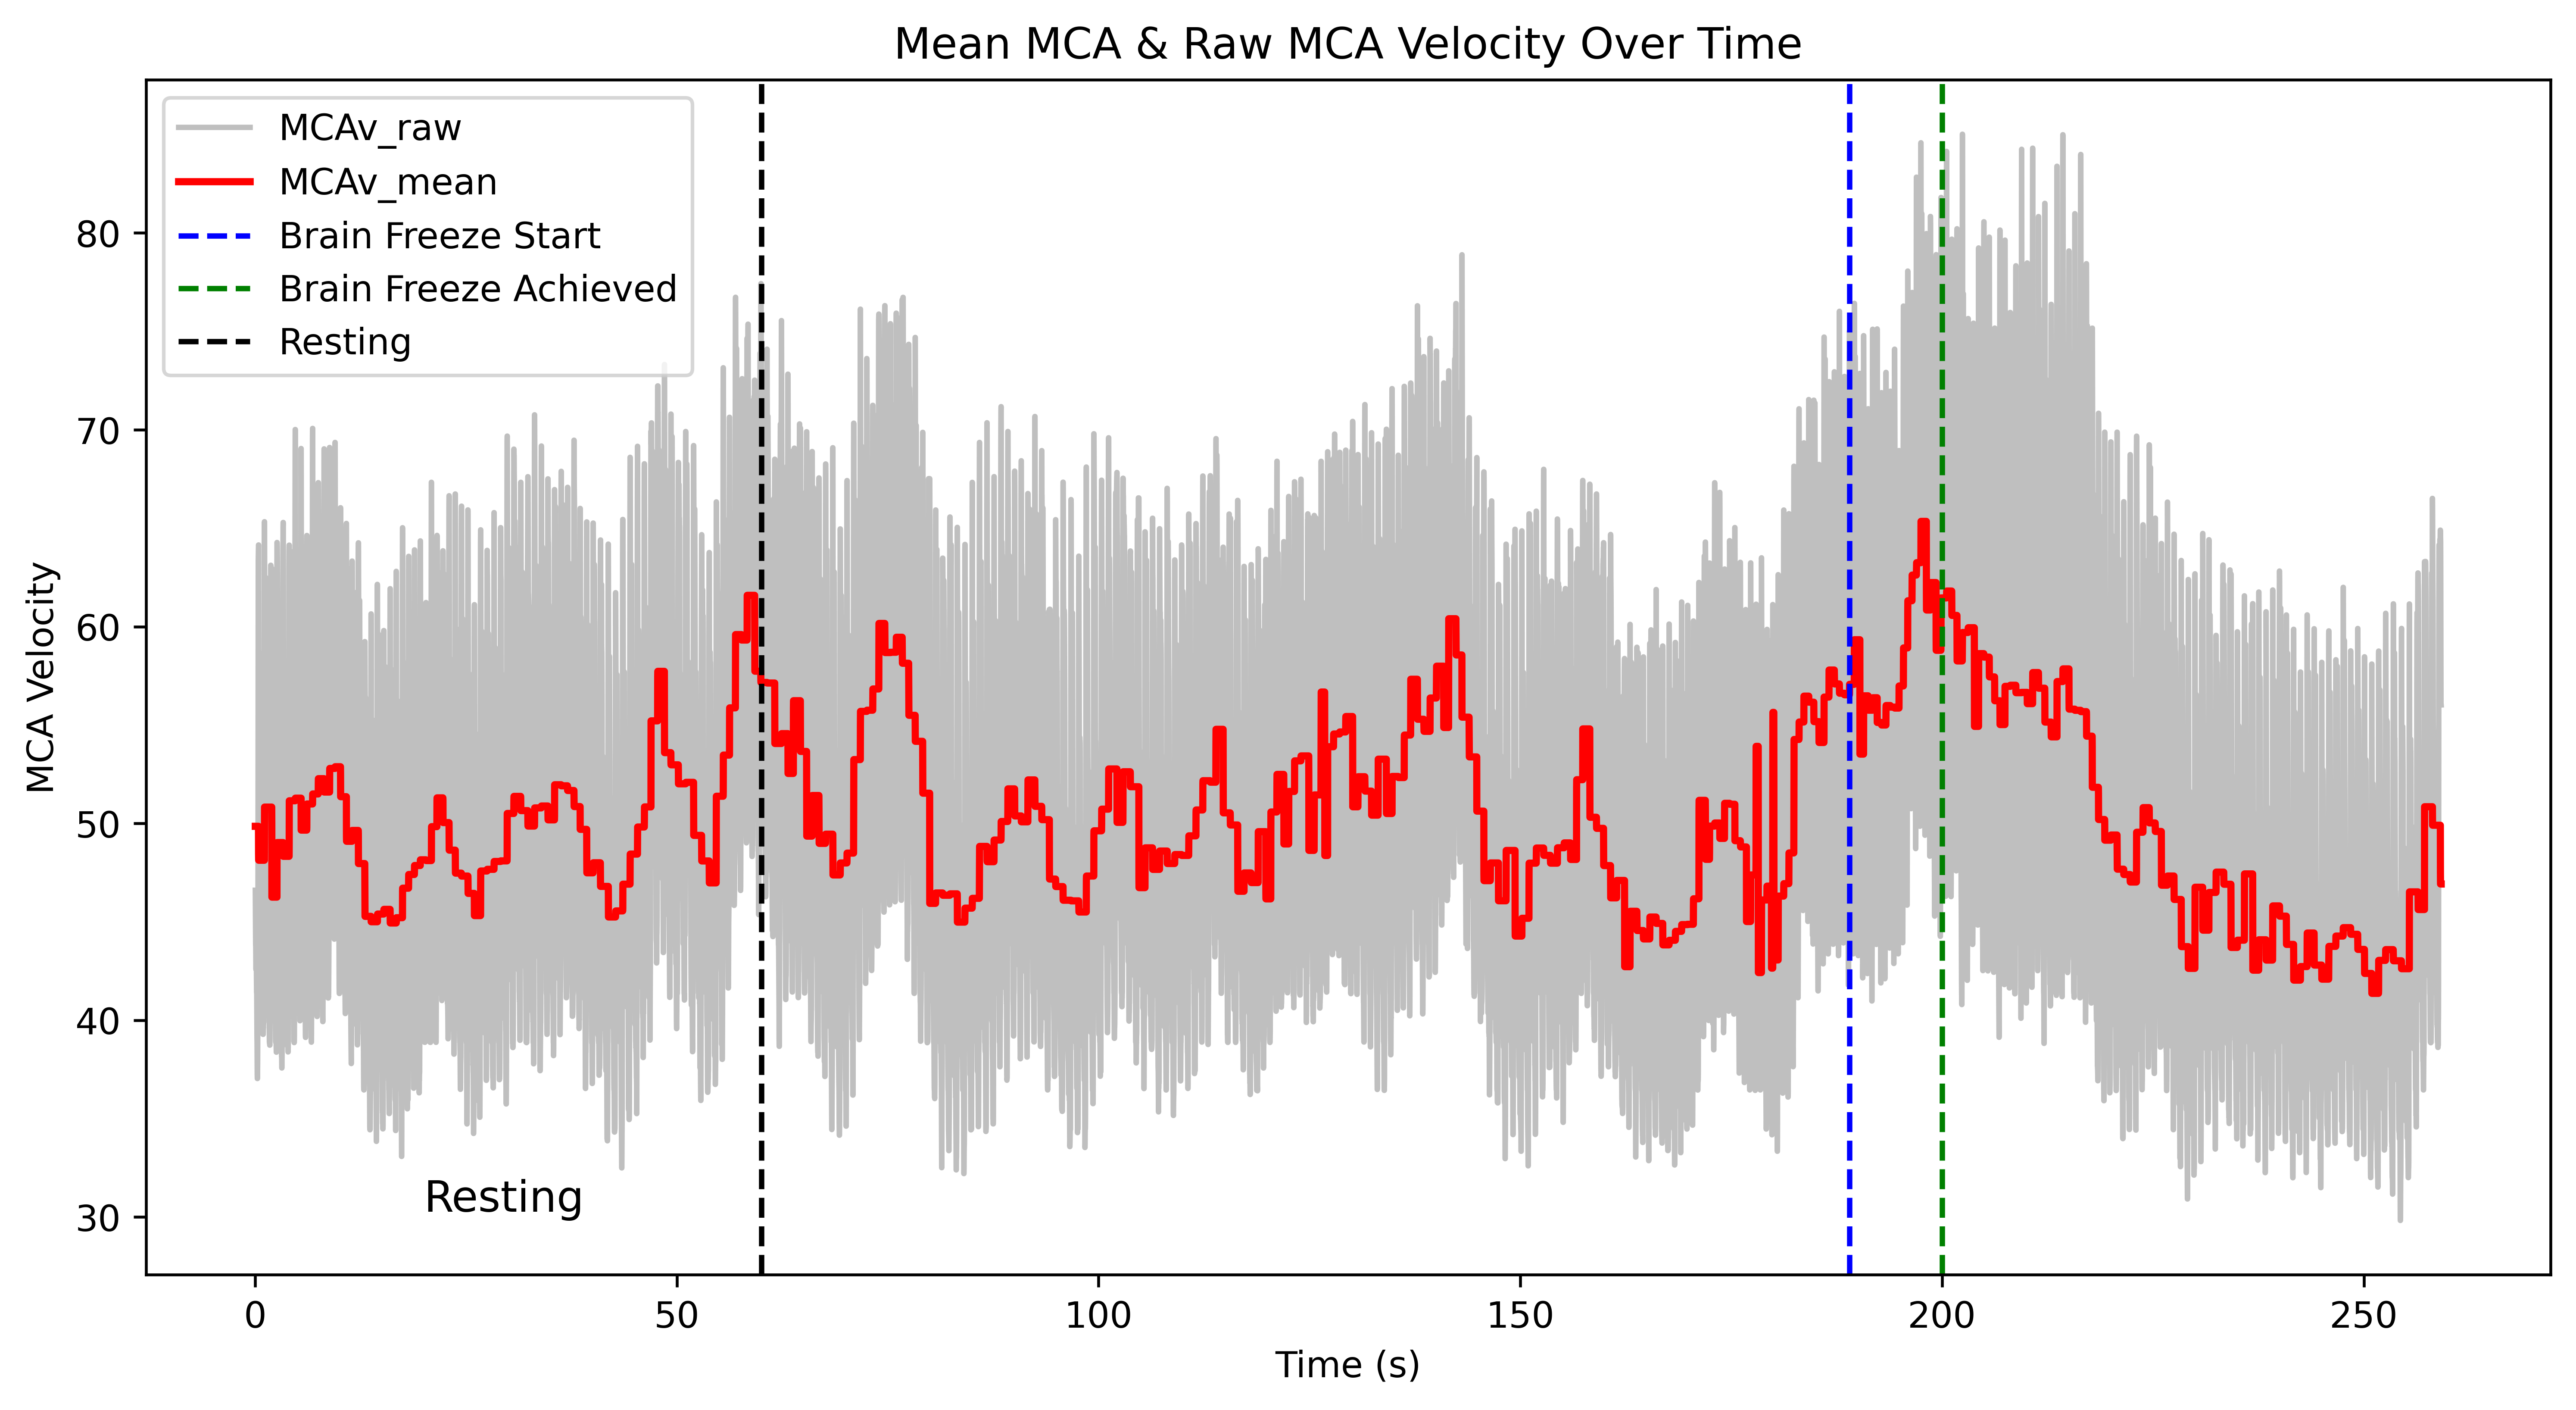 Mean MCA & Raw MCA Velocity Over Time
MCAv_raw
MCAv_mean
Brain Freeze Start
Brain Freeze Achieved
Resting
80
70
60
50
40
30
MCA Velocity
Resting
0 50 100 150 200 250
Time (s)